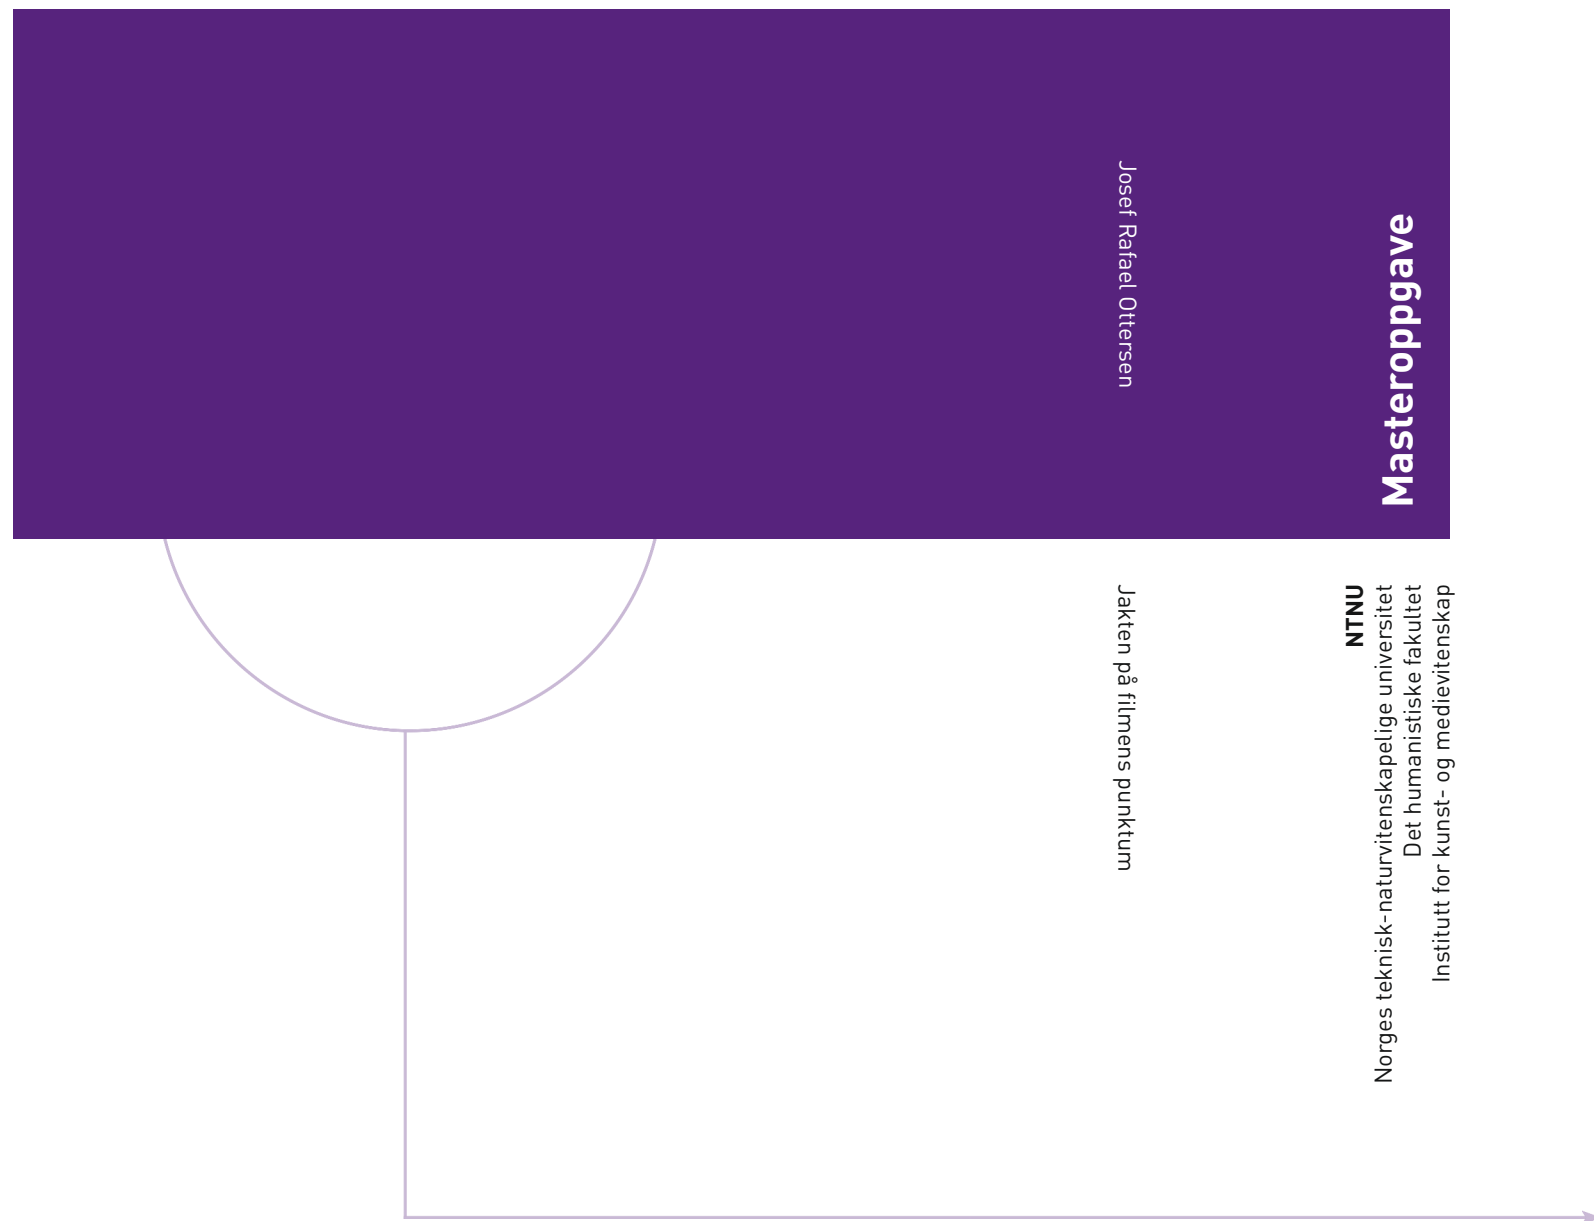 Josef Rafael Ottersen
Jakten på filmens punktum
Masteroppgave
NTNU
Norges teknisk-naturvitenskapelige universitet
Det humanistiske fakultet
Institutt for kunst- og medievitenskap